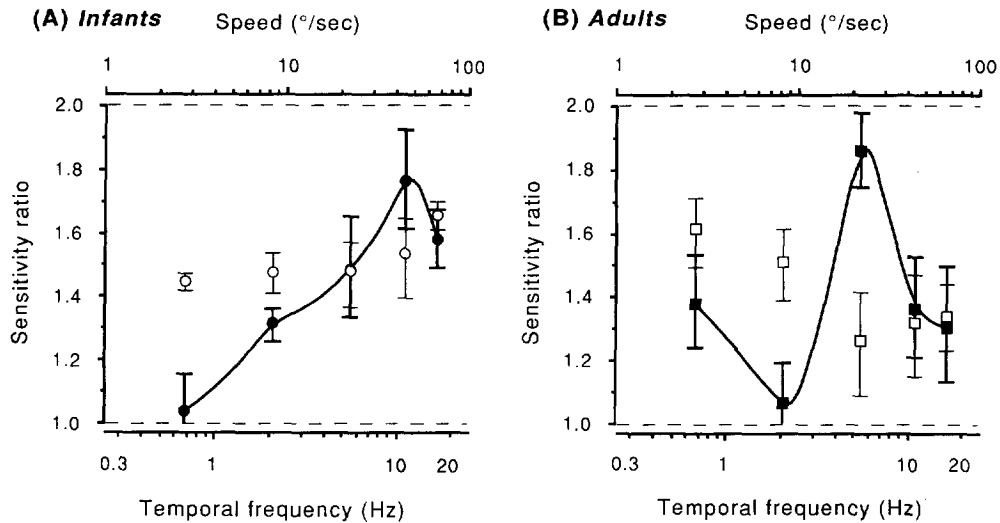 (A) Infants
Speed (°/sec)
1 10 100
2.0
1.8
1.6
1.4
1.2
1.0
Sensitivity ratio
0.3 1 10 20
Temporal frequency (Hz)
(B) Adults
Speed (°/sec)
1 10 100
2.0
1.8
1.6
1.4
1.2
1.0
Sensitivity ratio
0.3 1 10 20
Temporal frequency (Hz)